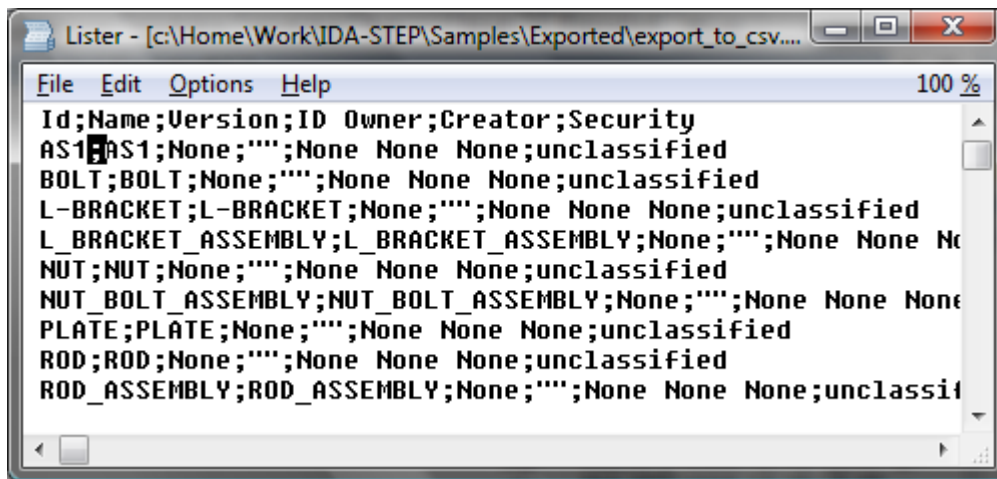 Lister - [c:\Home\Work\IDA-STEP\Samples\Exported\export_to_csv....
File Edit Options Help 100 %
Id;Name;Version;ID Owner;Creator;Security
AS1;AS1;None;"";None None None;unclassified
BOLT;BOLT;None;"";None None None;unclassified
L-BRACKET;L-BRACKET;None;"";None None None;unclassified
L_BRACKET_ASSEMBLY;L_BRACKET_ASSEMBLY;None;"";None None No
NUT;NUT;None;"";None None None;unclassified
NUT_BOLT_ASSEMBLY;NUT_BOLT_ASSEMBLY;None;"";None None None
PLATE;PLATE;None;"";None None None;unclassified
ROD;ROD;None;"";None None None;unclassified
ROD_ASSEMBLY;ROD_ASSEMBLY;None;"";None None None;unclassif